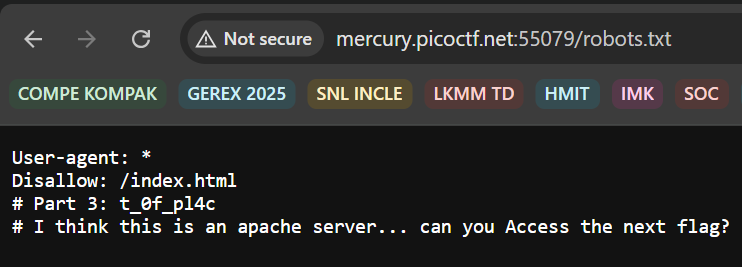 Not secure mercury.picoctf.net:55079/robots.txt
COMPE KOMPAK GEREX 2025 SNL INCLE LKMM TD HMIT IMK SOC
User-agent: *
Disallow: /index.html
# Part 3: t_0f_pl4c
# I think this is an apache server... can you Access the next flag?